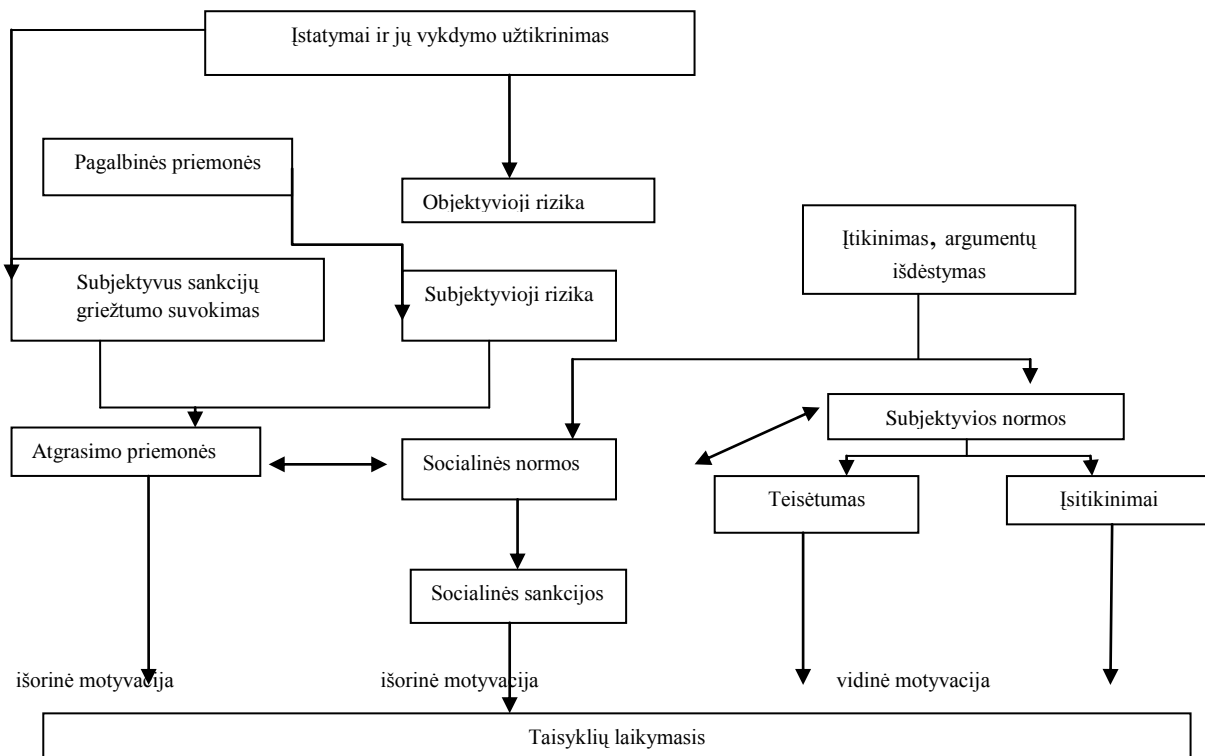 Įstatymai ir jų vykdymo užtikrinimas
Pagalbinės priemonės
Objektyvioji rizika
Įtikinimas, argumentų
išdėstymas
Subjektyvus sankcijų
griežtumo suvokimas
Subjektyvioji rizika
Subjektyvios normos
Atgrasimo priemonės
Socialinės normos
Teisėtumas
Įsitikinimai
Socialinės sankcijos
išorinė motyvacija
išorinė motyvacija
vidinė motyvacija
Taisyklių laikymasis